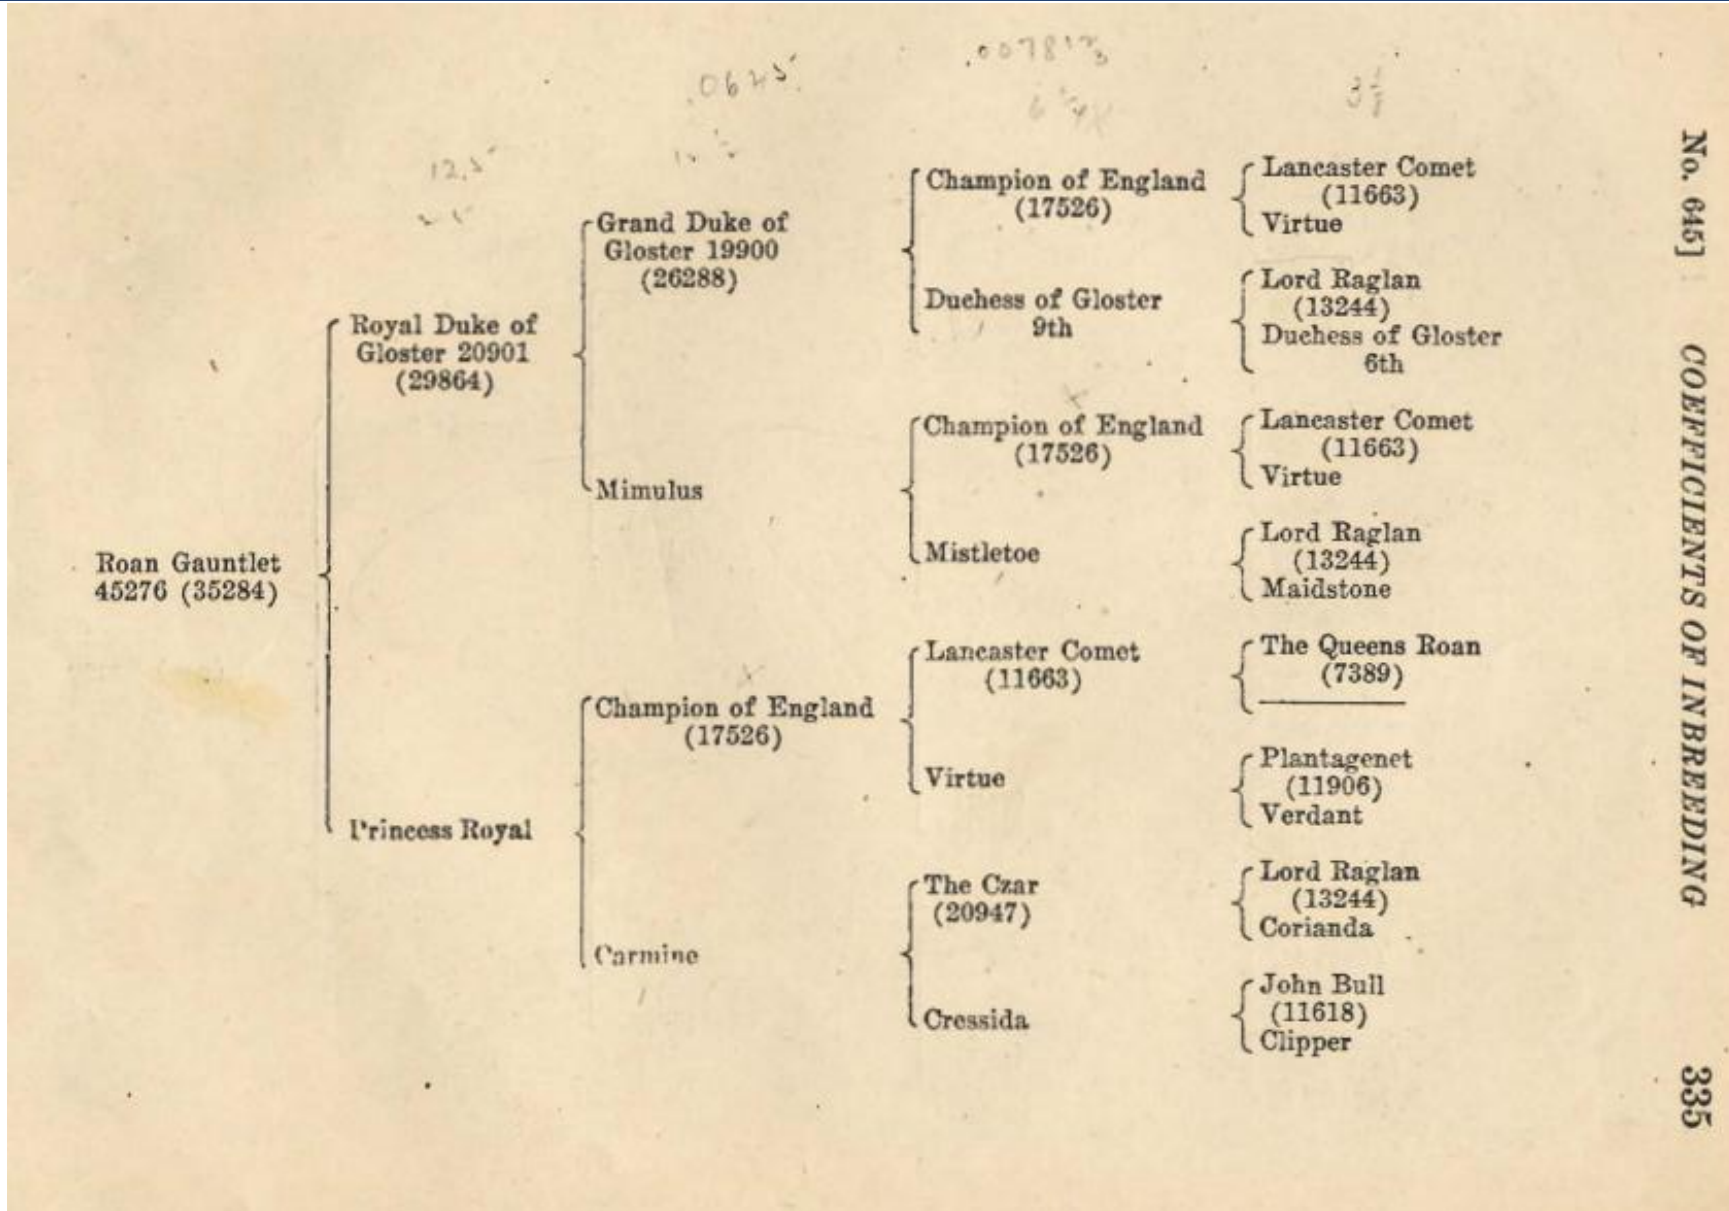 .0625
12.5
Champion of England
(17526)
Lancaster Comet
(11663)
Virtue
Grand Duke of
Gloster 19900
(26288)
Duchess of Gloster
9th
Lord Raglan
(13244)
Duchess of Gloster
6th
Royal Duke of
Gloster 20901
(29864)
Champion of England
(17526)
Lancaster Comet
(11663)
Virtue
Mimulus
Mistletoe
Lord Raglan
(13244)
Maidstone
Roan Gauntlet
45276 (35284)
Lancaster Comet
(11663)
The Queens Roan
(7389)
Champion of England
(17526)
Virtue
Plantagenet
(11906)
Verdant
Princess Royal
The Czar
(20947)
Lord Raglan
(13244)
Corianda
Carmine
Cressida
John Bull
(11618)
Clipper
No. 645] COEFFICIENTS OF INBREEDING 335